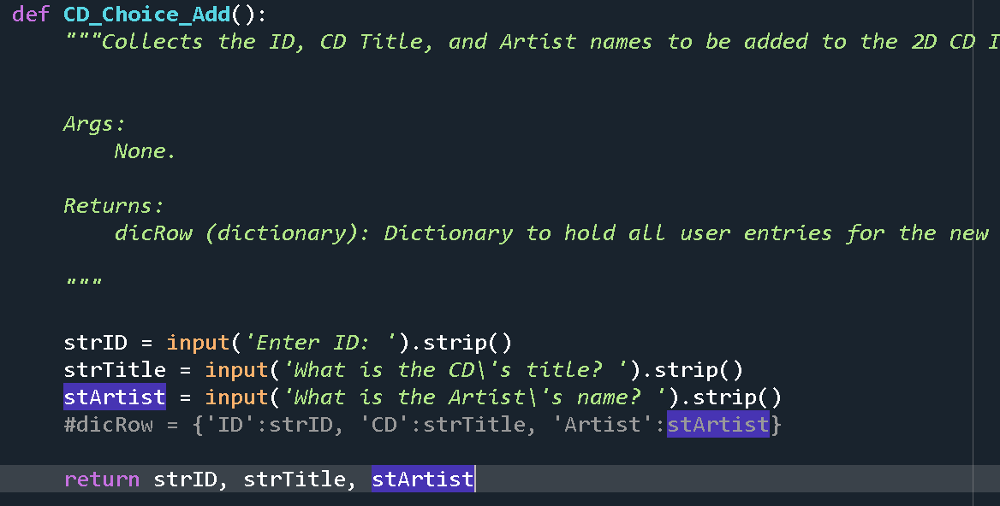 def CD_Choice_Add():
"""Collects the ID, CD Title, and Artist names to be added to the 2D CD I
Args:
None.
Returns:
dicRow (dictionary): Dictionary to hold all user entries for the new
"""
strID = input('Enter ID: ').strip()
strTitle = input('What is the CD\'s title? ').strip()
stArtist = input('What is the Artist\'s name? ').strip()
#dicRow = {'ID':strID, 'CD':strTitle, 'Artist':stArtist}
return strID, strTitle, stArtist